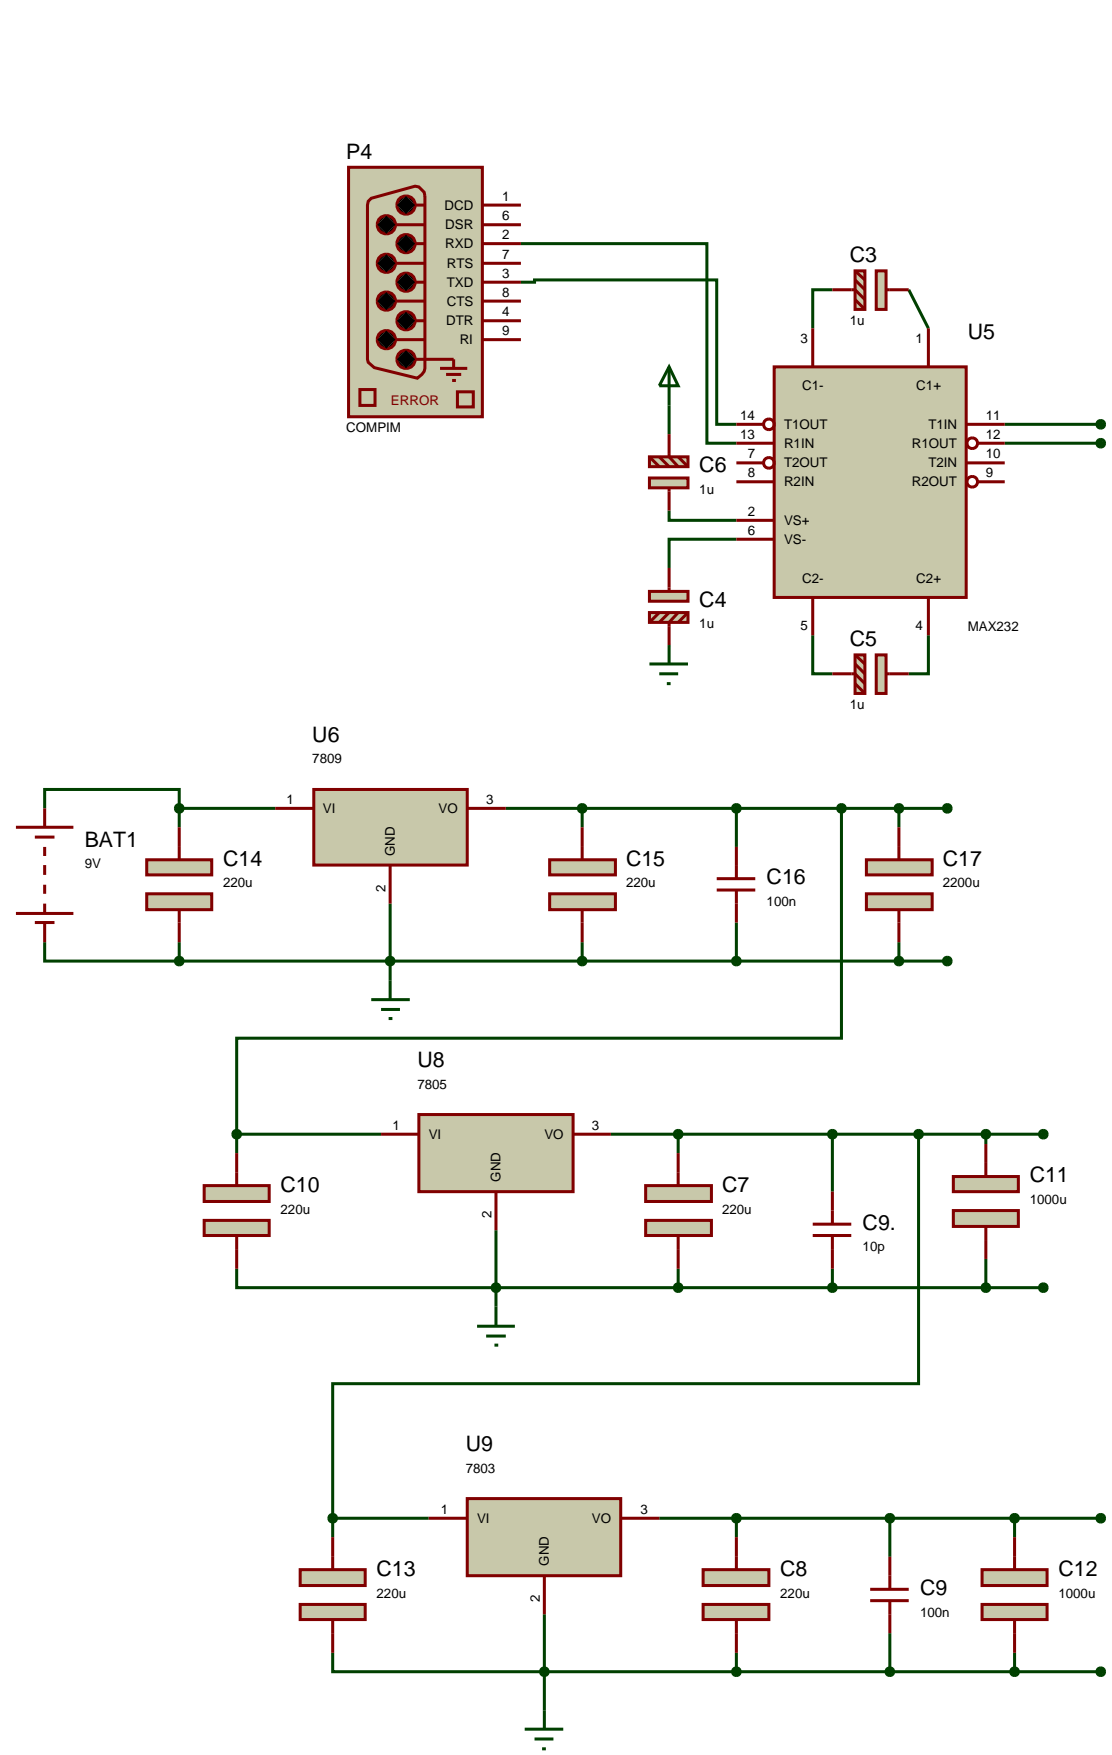 P4
DCD 1
DSR 6
RXD 2
RTS 7
TXD 3
CTS 8
DTR 4
RI 9
ERROR
COMPIM
C3
1u
U5
3 1
C1- C1+
14 T1OUT T1IN 11
13 R1IN R1OUT 12
7 T2OUT T2IN 10
8 R2IN R2OUT 9
C6
1u
2 VS+
6 VS-
C4
1u
C2- C2+
5 4
MAX232
C5
1u
U6
7809
1 VI VO 3
GND
2
BAT1
9V
C14
220u
C15
220u
C16
100n
C17
2200u
U8
7805
1 VI VO 3
GND
2
C10
220u
C7
220u
C9.
10p
C11
1000u
U9
7803
1 VI VO 3
GND
2
C13
220u
C8
220u
C9
100n
C12
1000u